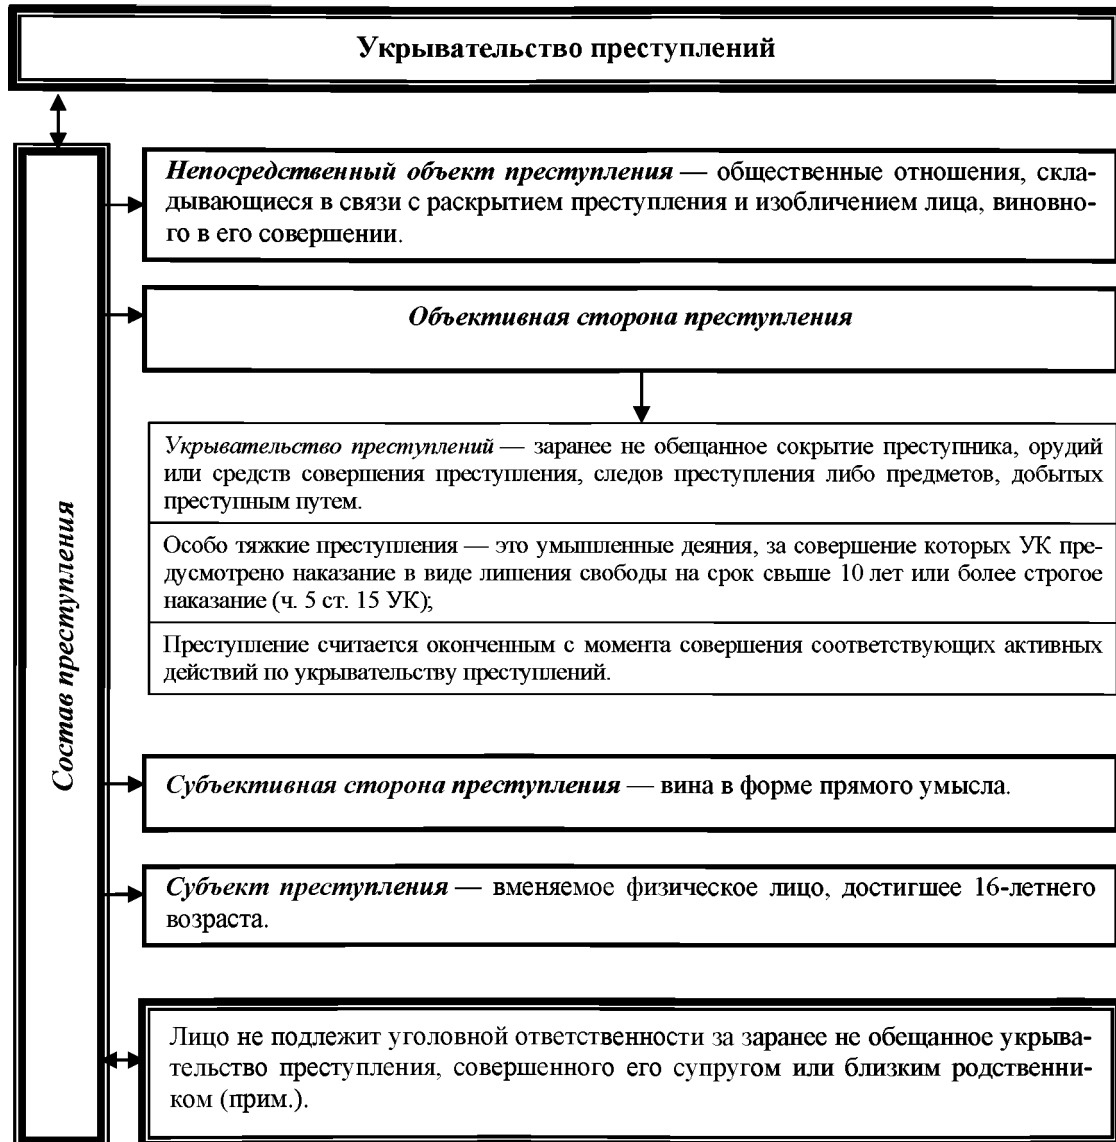 Укрывательство преступлений
Состав преступления
Непосредственный объект преступления — общественные отношения, скла-
дывающиеся в связи с раскрытием преступления и изобличением лица, виновно-
го в его совершении.
Объективная сторона преступления
Укрывательство преступлений — заранее не обещанное сокрытие преступника, орудий
или средств совершения преступления, следов преступления либо предметов, добытых
преступным путем.
Особо тяжкие преступления — это умышленные деяния, за совершение которых УК пре-
дусмотрено наказание в виде лишения свободы на срок свыше 10 лет или более строгое
наказание (ч. 5 ст. 15 УК);
Преступление считается оконченным с момента совершения соответствующих активных
действий по укрывательству преступлений.
Субъективная сторона преступления — вина в форме прямого умысла.
Субъект преступления — вменяемое физическое лицо, достигшее 16-летнего
возраста.
Лицо не подлежит уголовной ответственности за заранее не обещанное укрыва-
тельство преступления, совершенного его супругом или близким родственни-
ком (прим.).